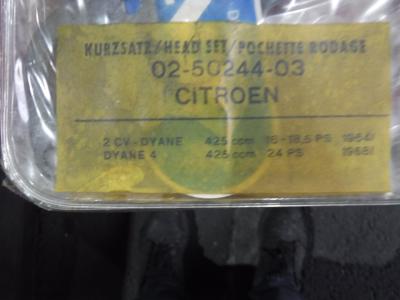 KURZSATZ/HEAD SET/POCHETTE RODAGE
02-50244-03
CITROEN
2 CV - DYANE 425 ccm 16-18,5 PS 1964/
DYANE 4 425 ccm 24 PS 1968/